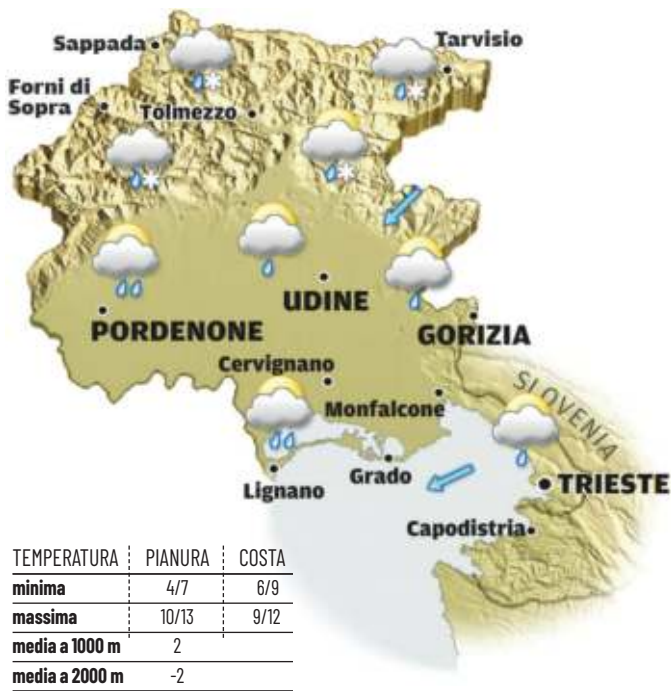 Sappada
Tarvisio
Forni di
Sopra
Tolmezzo
UDINE
PORDENONE
GORIZIA
Cervignano
SLOVENIA
Monfalcone
Grado
Lignano
TRIESTE
Capodistria
TEMPERATURA PIANURA COSTA
minima 4/7 6/9
massima 10/13 9/12
media a 1000 m 2
media a 2000 m -2